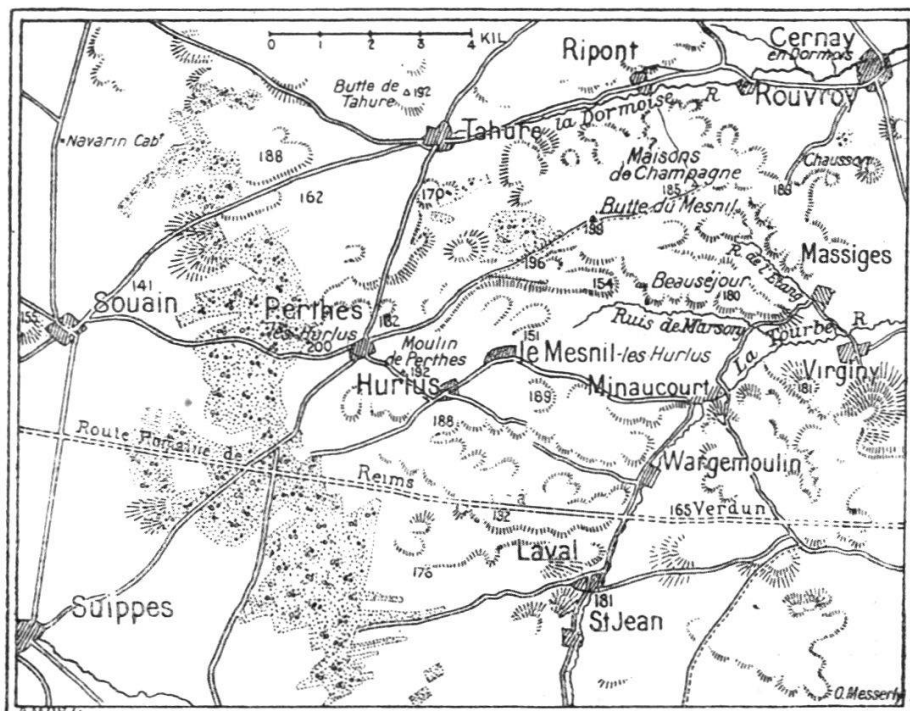 0 1 2 3 4 KIL.
Ripont
Cernay
en Dormois
Butte de
Tahure
192
Rouvroy
Tahure
la Dormoise R
Navarin Cabt
188
Maisons
de Champagne
Chausson
185
183
170
162
Butte du Mesnil
199
Massiges
R. de l'Etang
196
141
154
Beauséjour
180
Souain
155
Perthes
les-Hurlus
182
200
Ruis de Marsony
La Tourbe R
151
Moulin
de Perthes
192
le Mesnil-les Hurlus
Virginy
181
Hurlus
Minaucourt
189
188
Route Romaine de Reims à Verdun
Wargemoulin
165
132
Laval
176
Suippes
181
St Jean
O. Messerly